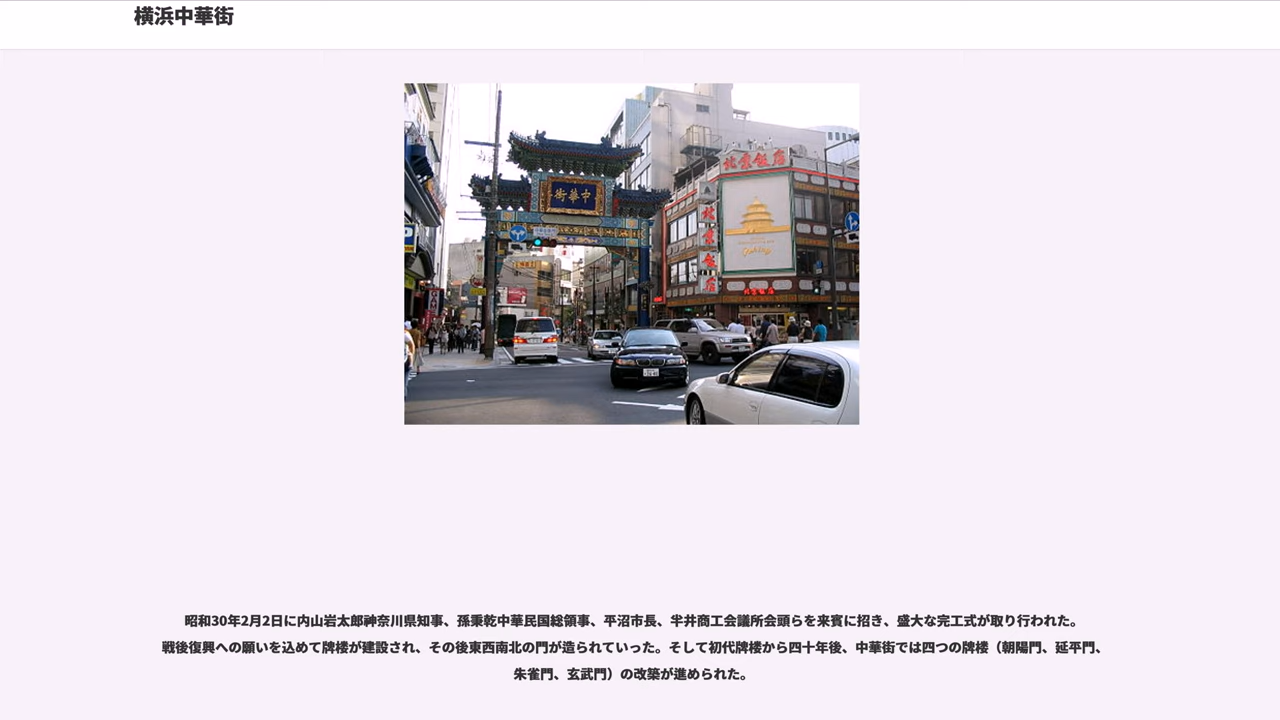 横浜中華街
北京飯店
街華中
北京飯店
P
北京飯店
昭和30年2月2日に内山岩太郎神奈川県知事、孫秉乾中華民国総領事、平沼市長、半井商工会議所会頭らを来賓に招き、盛大な完工式が取り行われた。
戦後復興への願いを込めて牌楼が建設され、その後東西南北の門が造られていった。そして初代牌楼から四十年後、中華街では四つの牌楼（朝陽門、延平門、
朱雀門、玄武門）の改築が進められた。